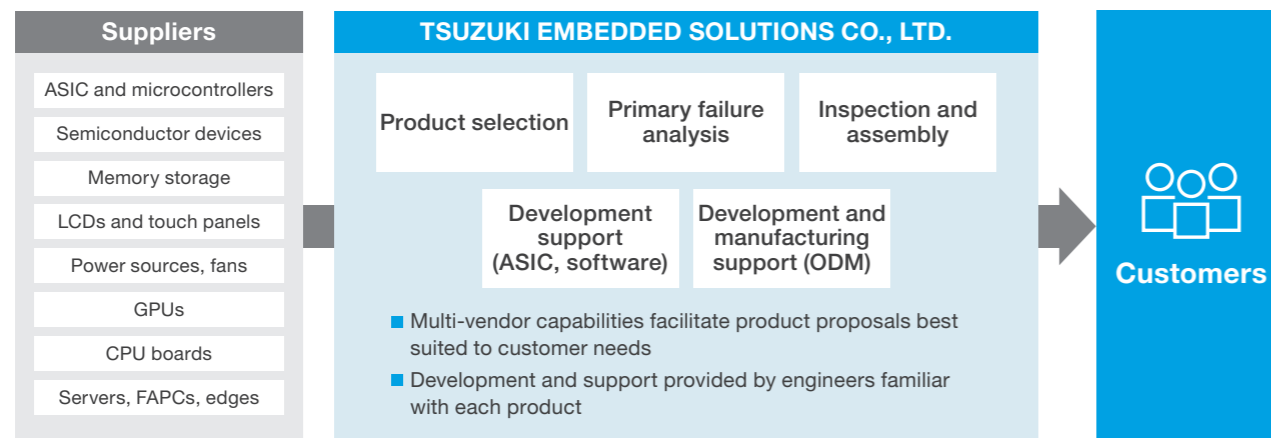 Suppliers
ASIC and microcontrollers
Semiconductor devices
Memory storage
LCDs and touch panels
Power sources, fans
GPUs
CPU boards
Servers, FAPCs, edges
TSUZUKI EMBEDDED SOLUTIONS CO., LTD.
Product selection
Primary failure
analysis
Inspection and
assembly
Development
support
(ASIC, software)
Development and
manufacturing
support (ODM)
Multi-vendor capabilities facilitate product proposals best
suited to customer needs
Development and support provided by engineers familiar
with each product
Customers